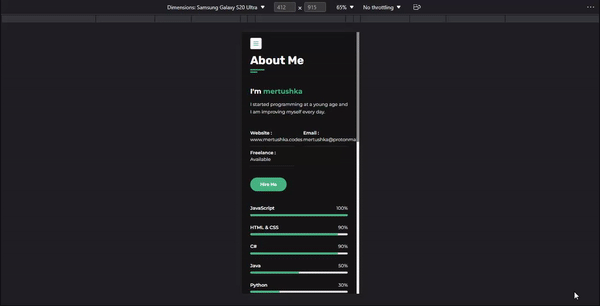 Dimensions: Samsung Galaxy S20 Ultra 412 × 915 65% No throttling
About Me
I'm mertushka
I started programming at a young age and
I am improving myself every day.
Website : Email :
www.mertushka.codes mertushka@protonma
Freelance :
Available
Hire Me
JavaScript 100%
HTML & CSS 90%
C# 90%
Java 50%
Python 30%